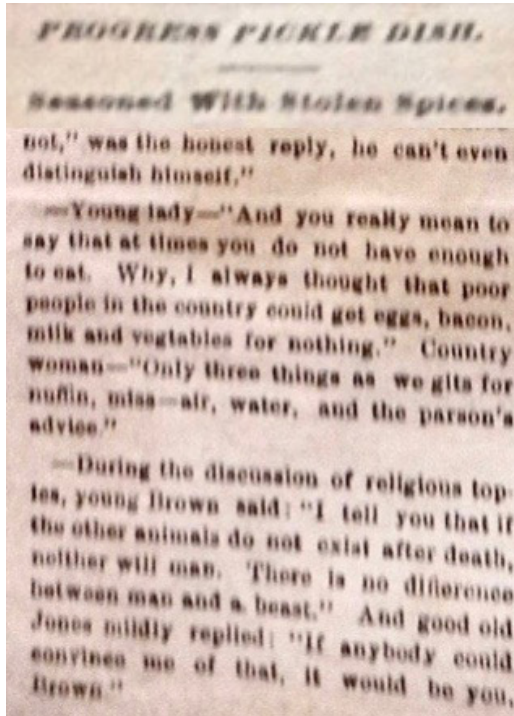 PROGRESS PICKLE DISH.
Seasoned With Stolen Spices.
not," was the honest reply, he can't even
distinguish himself."
—Young lady—"And you really mean to
say that at times you do not have enough
to eat. Why, I always thought that poor
people in the country could get eggs, bacon,
milk and vegtables for nothing." Country
woman—"Only three things as we gits for
nuffin, miss—air, water, and the parson's
advice."
—During the discussion of religious top-
ics, young Brown said: "I tell you that if
the other animals do not exist after death,
neither will man. There is no difference
between man and a beast." And good old
Jones mildly replied: "If anybody could
convince me of that, it would be you,
Brown."